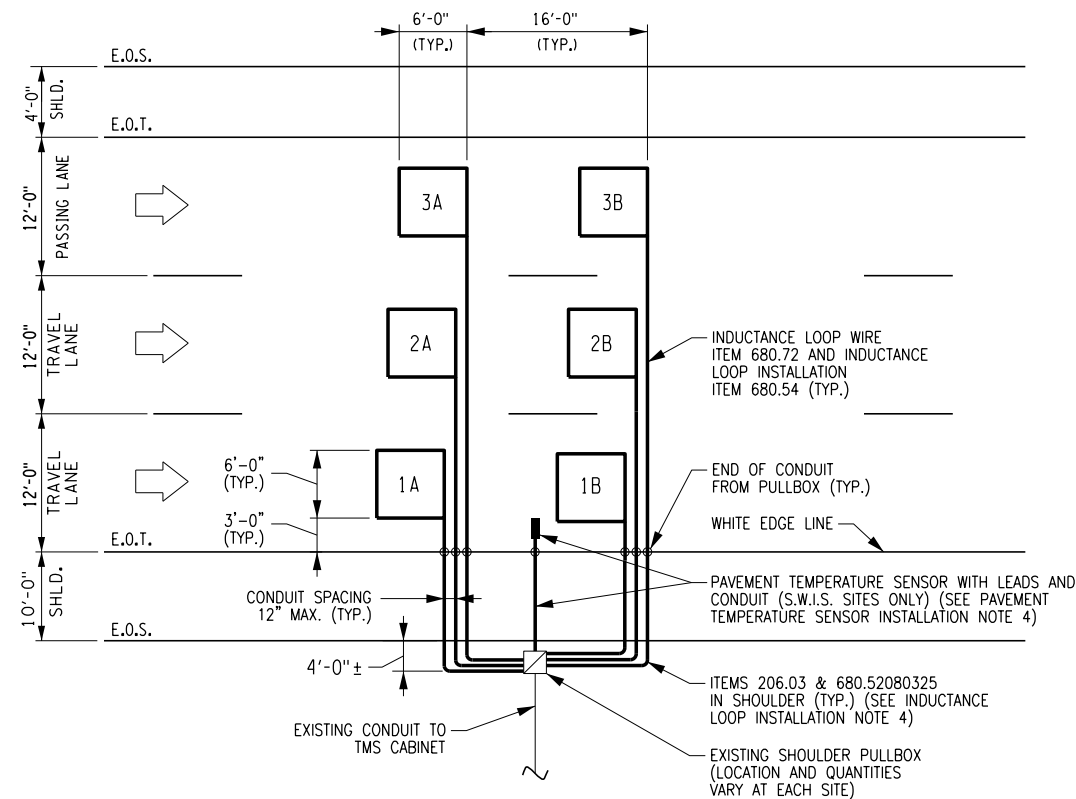 6'-0"
(TYP.)
16'-0"
(TYP.)
E.O.S.
4'-0"
SHLD.
E.O.T.
12'-0"
PASSING LANE
3A
3B
12'-0"
TRAVEL
LANE
2A
2B
INDUCTANCE LOOP WIRE
ITEM 680.72 AND INDUCTANCE
LOOP INSTALLATION
ITEM 680.54 (TYP.)
12'-0"
TRAVEL
LANE
6'-0"
(TYP.)
1A
1B
3'-0"
(TYP.)
END OF CONDUIT
FROM PULLBOX (TYP.)
WHITE EDGE LINE
E.O.T.
10'-0"
SHLD.
CONDUIT SPACING
12" MAX. (TYP.)
PAVEMENT TEMPERATURE SENSOR WITH LEADS AND
CONDUIT (S.W.I.S. SITES ONLY) (SEE PAVEMENT
TEMPERATURE SENSOR INSTALLATION NOTE 4)
E.O.S.
4'-0"±
ITEMS 206.03 & 680.52080325
IN SHOULDER (TYP.) (SEE INDUCTANCE
LOOP INSTALLATION NOTE 4)
EXISTING CONDUIT TO
TMS CABINET
EXISTING SHOULDER PULLBOX
(LOCATION AND QUANTITIES
VARY AT EACH SITE)